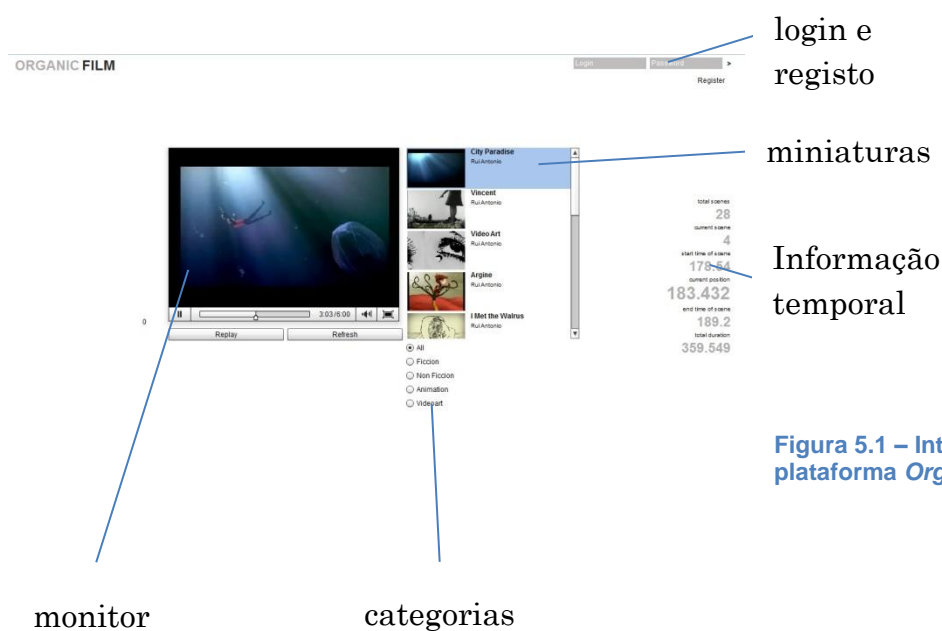 login e
registo
ORGANIC FILM
Login
Password
>
Register
miniaturas
City Paradise
Rui Antonio
Vincent
Rui Antonio
Video Art
Rui Antonio
Argine
Rui Antonio
I Met the Walrus
Rui Antonio
total scenes
28
current scene
4
start time of scene
178.54
current position
183.432
end time of scene
189.2
total duration
359.549
Informação
temporal
3:03/6:00
0
Replay
Refresh
All
Ficcion
Non Ficcion
Animation
Videoart
Figura 5.1 – Int
plataforma Org
monitor
categorias